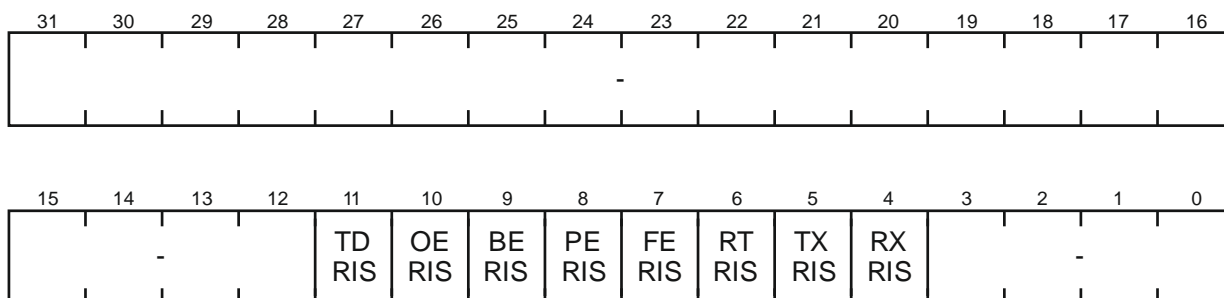 31 30 29 28 27 26 25 24 23 22 21 20 19 18 17 16
-
15 14 13 12 11 10 9 8 7 6 5 4 3 2 1 0
- TD OE BE PE FE RT TX RX -
RIS RIS RIS RIS RIS RIS RIS RIS